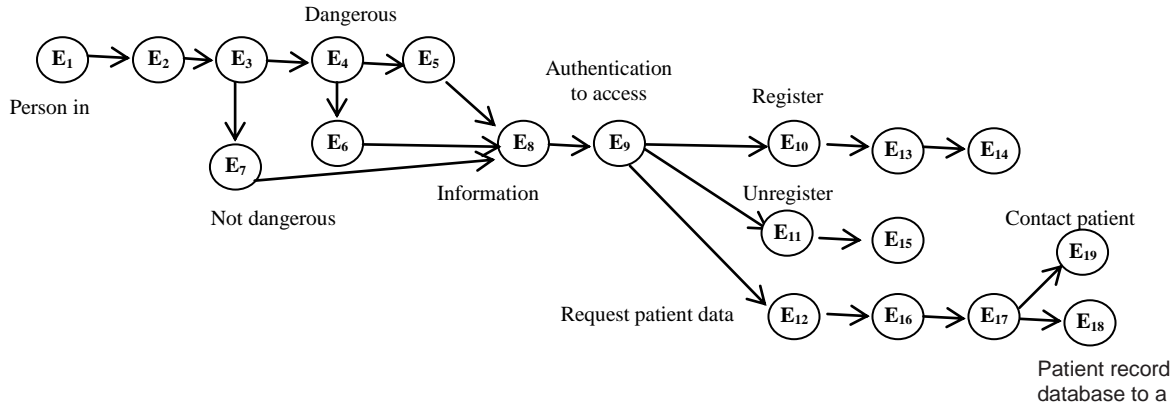 Dangerous
E₁
E₂
E₃
E₄
E₅
Person in
Authentication
to access
Register
E₆
E₇
E₈
E₉
E₁₀
E₁₃
E₁₄
Not dangerous
Information
Unregister
E₁₁
E₁₅
Contact patient
E₁₉
Request patient data
E₁₂
E₁₆
E₁₇
E₁₈
Patient record
database to a